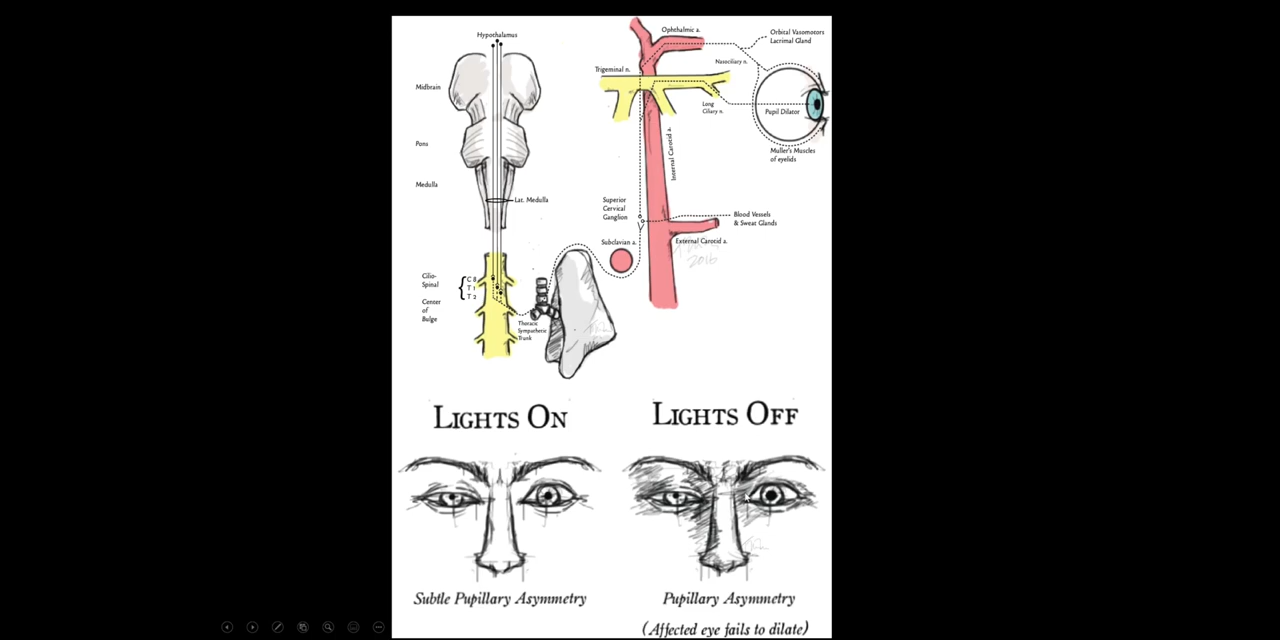 Hypothalamus
Midbrain
Pons
Medulla
Lat. Medulla
Cilio-
Spinal
Center
of
Bulge
C 8
T 1
T 2
Thoracic
Sympathetic
Trunk
Ophthalmic a.
Orbital Vasomotors
Lacrimal Gland
Trigeminal n.
Nasociliary n.
Long
Ciliary n.
Pupil Dilator
Muller's Muscles
of eyelids
Internal Carotid a.
Superior
Cervical
Ganglion
Blood Vessels
& Sweat Glands
Subclavian a.
External Carotid a.
2016
LIGHTS ON
LIGHTS OFF
Subtle Pupillary Asymmetry
Pupillary Asymmetry
(Affected eye fails to dilate)